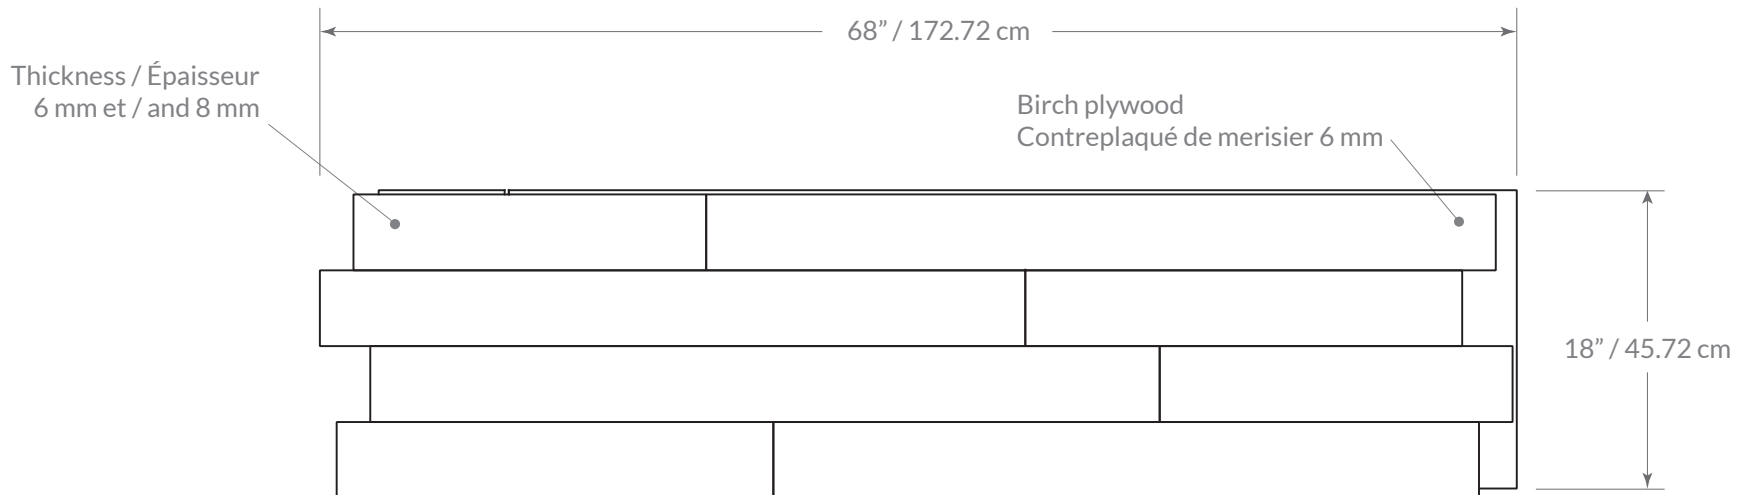 68” / 172.72 cm
Thickness / Épaisseur
6 mm et / and 8 mm
Birch plywood
Contreplaqué de merisier 6 mm
18” / 45.72 cm